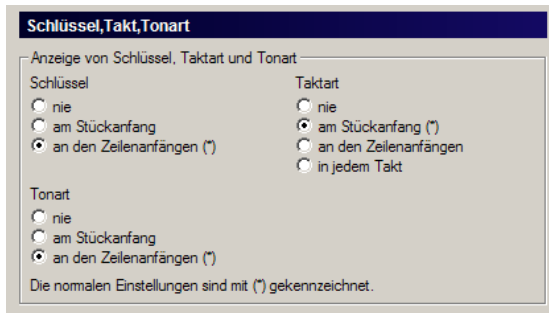 Schlüssel,Takt,Tonart
Anzeige von Schlüssel, Taktart und Tonart
Schlüssel
nie
am Stückanfang
an den Zeilenanfängen (*)
Taktart
nie
am Stückanfang (*)
an den Zeilenanfängen
in jedem Takt
Tonart
nie
am Stückanfang
an den Zeilenanfängen (*)
Die normalen Einstellungen sind mit (*) gekennzeichnet.